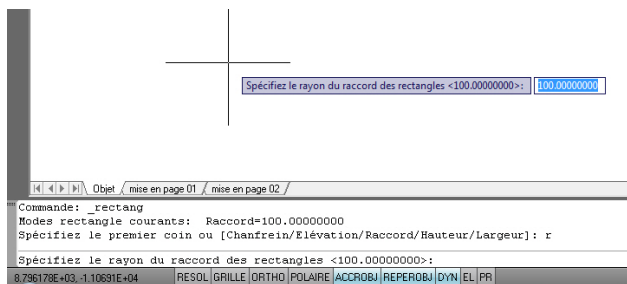 Spécifiez le rayon du raccord des rectangles <100.00000000>: 100.00000000
Objet mise en page 01 mise en page 02
Commande: _rectang
Modes rectangle courants: Raccord=100.00000000
Spécifiez le premier coin ou [Chanfrein/Elévation/Raccord/Hauteur/Largeur]: r
Spécifiez le rayon du raccord des rectangles <100.00000000>:
8.796178E+03, -1.10691E+04 RESOL GRILLE ORTHO POLAIRE ACCROBJ REPEROBJ DYN EL PR